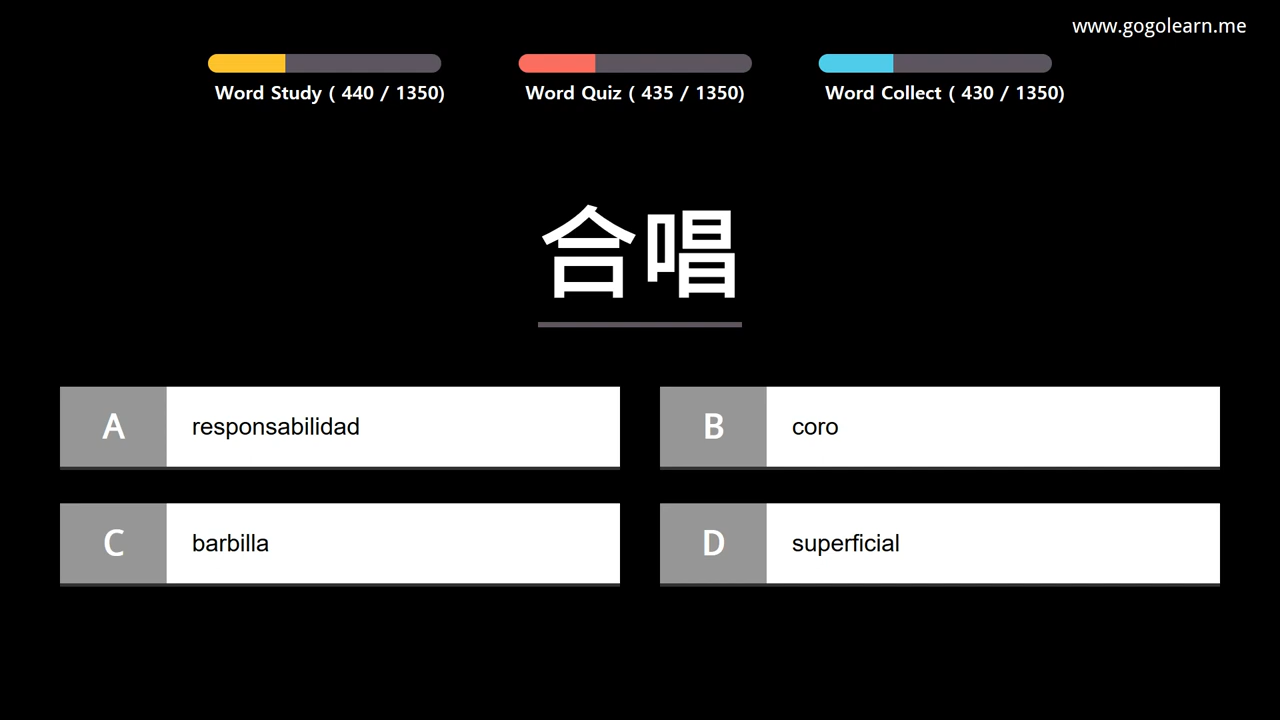 www.gogolearn.me
Word Study ( 440 / 1350)
Word Quiz ( 435 / 1350)
Word Collect ( 430 / 1350)
合唱
A responsabilidad
B coro
C barbilla
D superficial